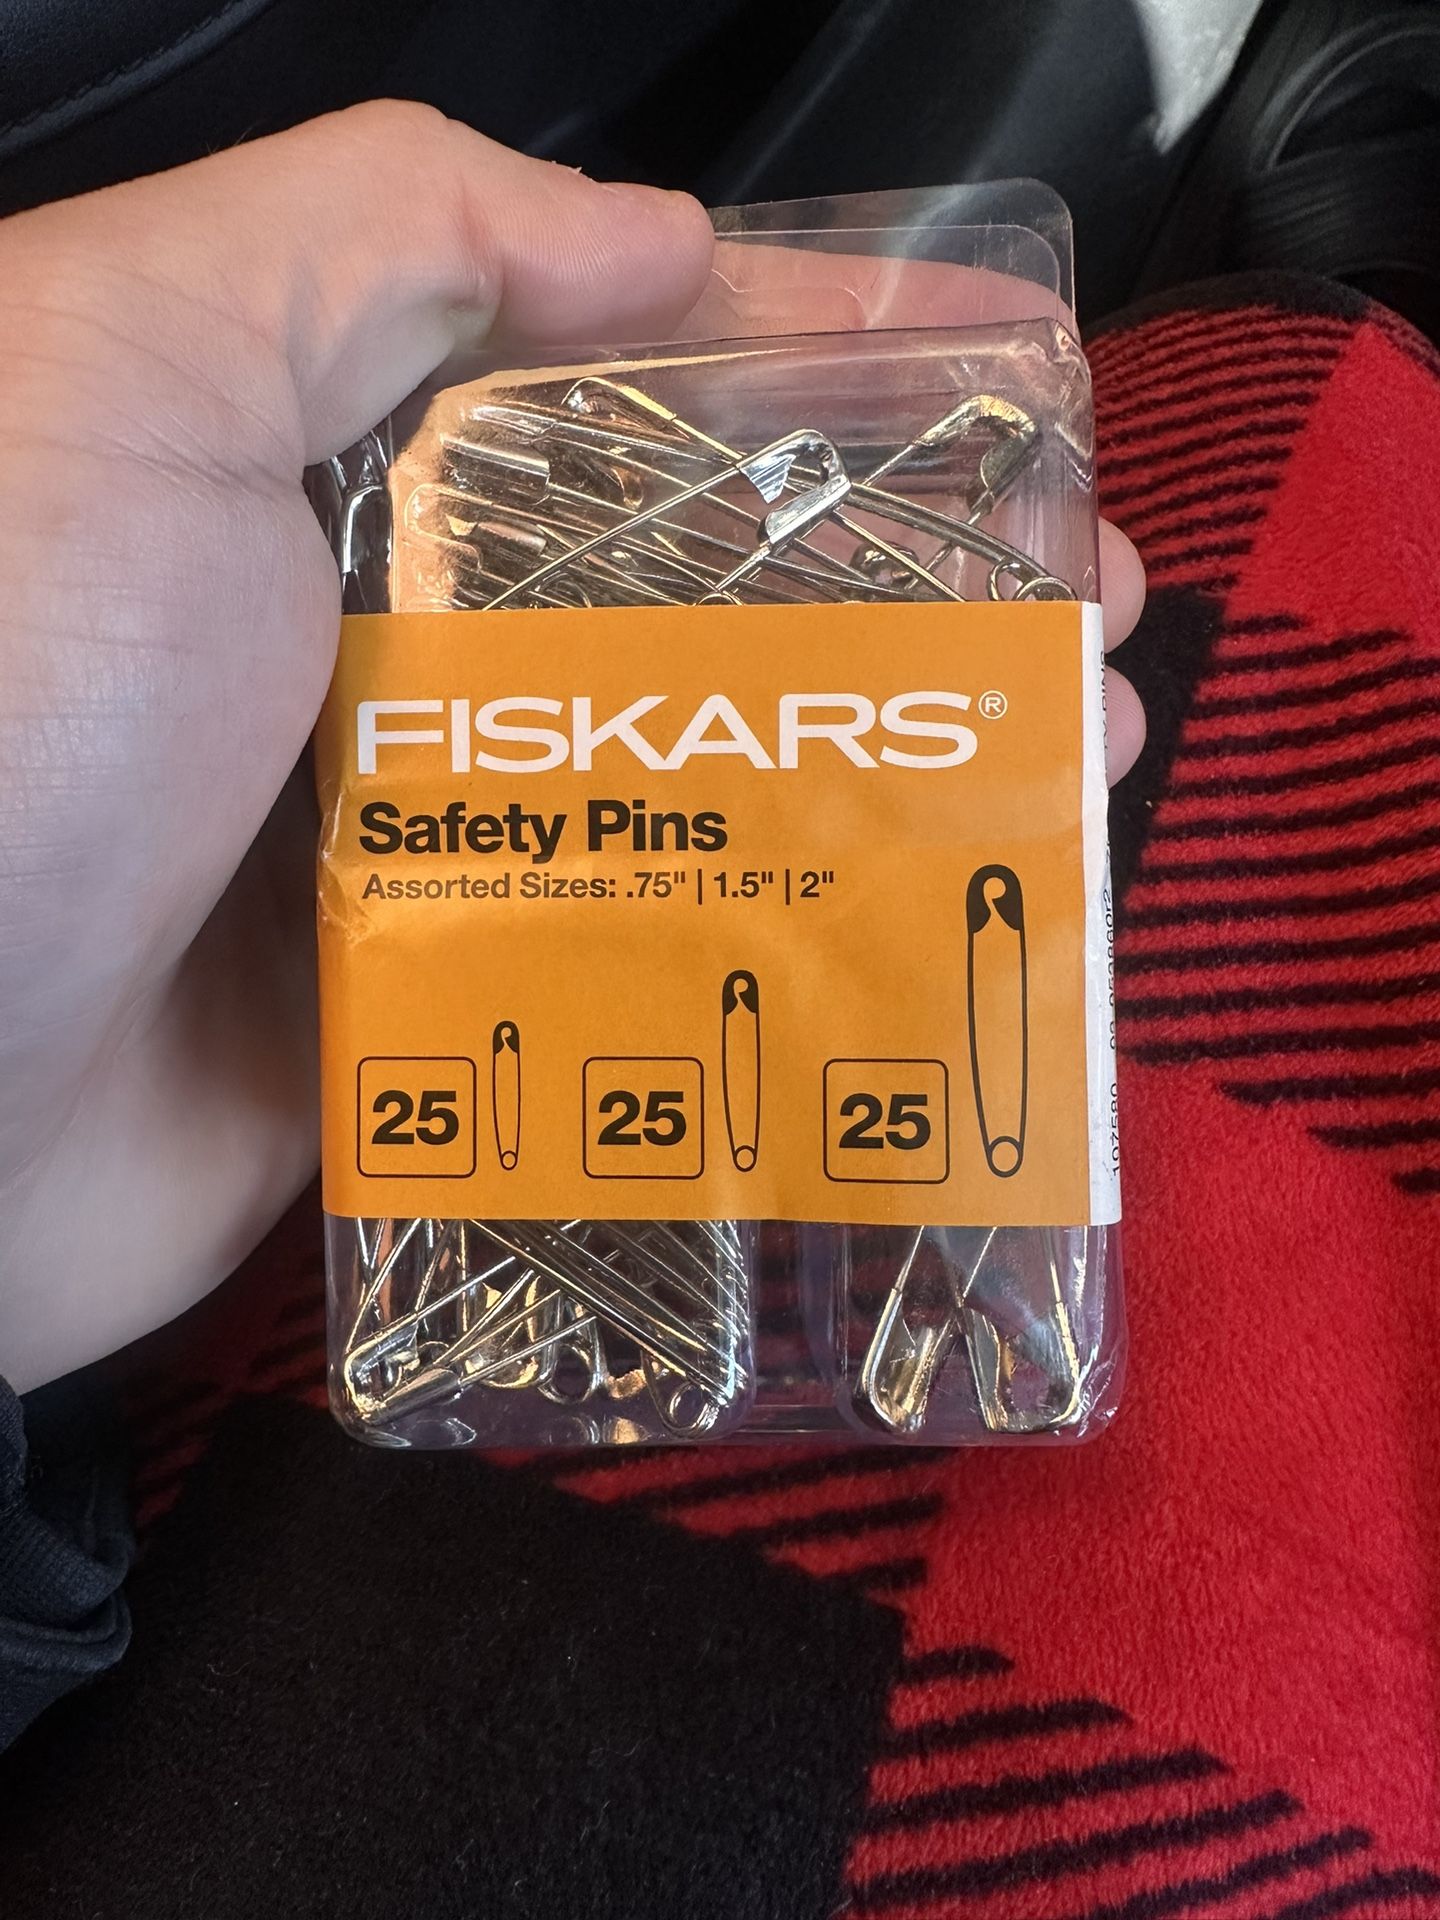 FISKARS®
Safety Pins
Assorted Sizes: .75" | 1.5" | 2"
25 25 25